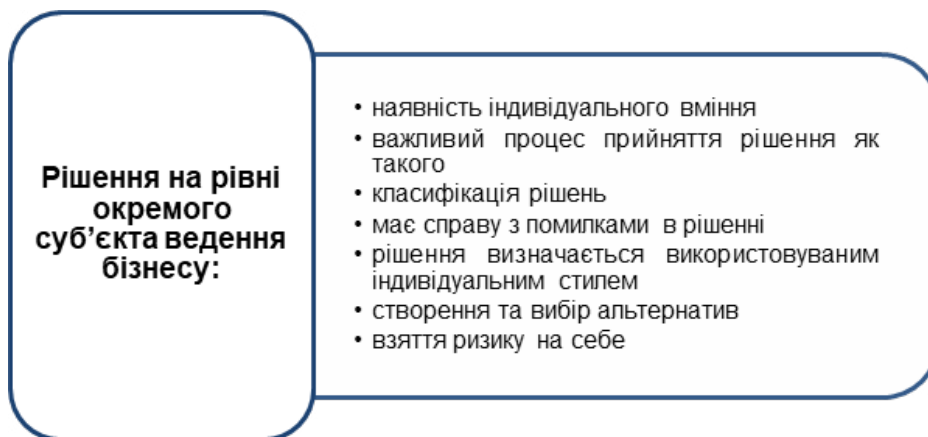 Рішення на рівні
окремого
суб’єкта ведення
бізнесу:
• наявність індивідуального вміння
• важливий процес прийняття рішення як
такого
• класифікація рішень
• має справу з помилками в рішенні
• рішення визначається використовуваним
індивідуальним стилем
• створення та вибір альтернатив
• взяття ризику на себе